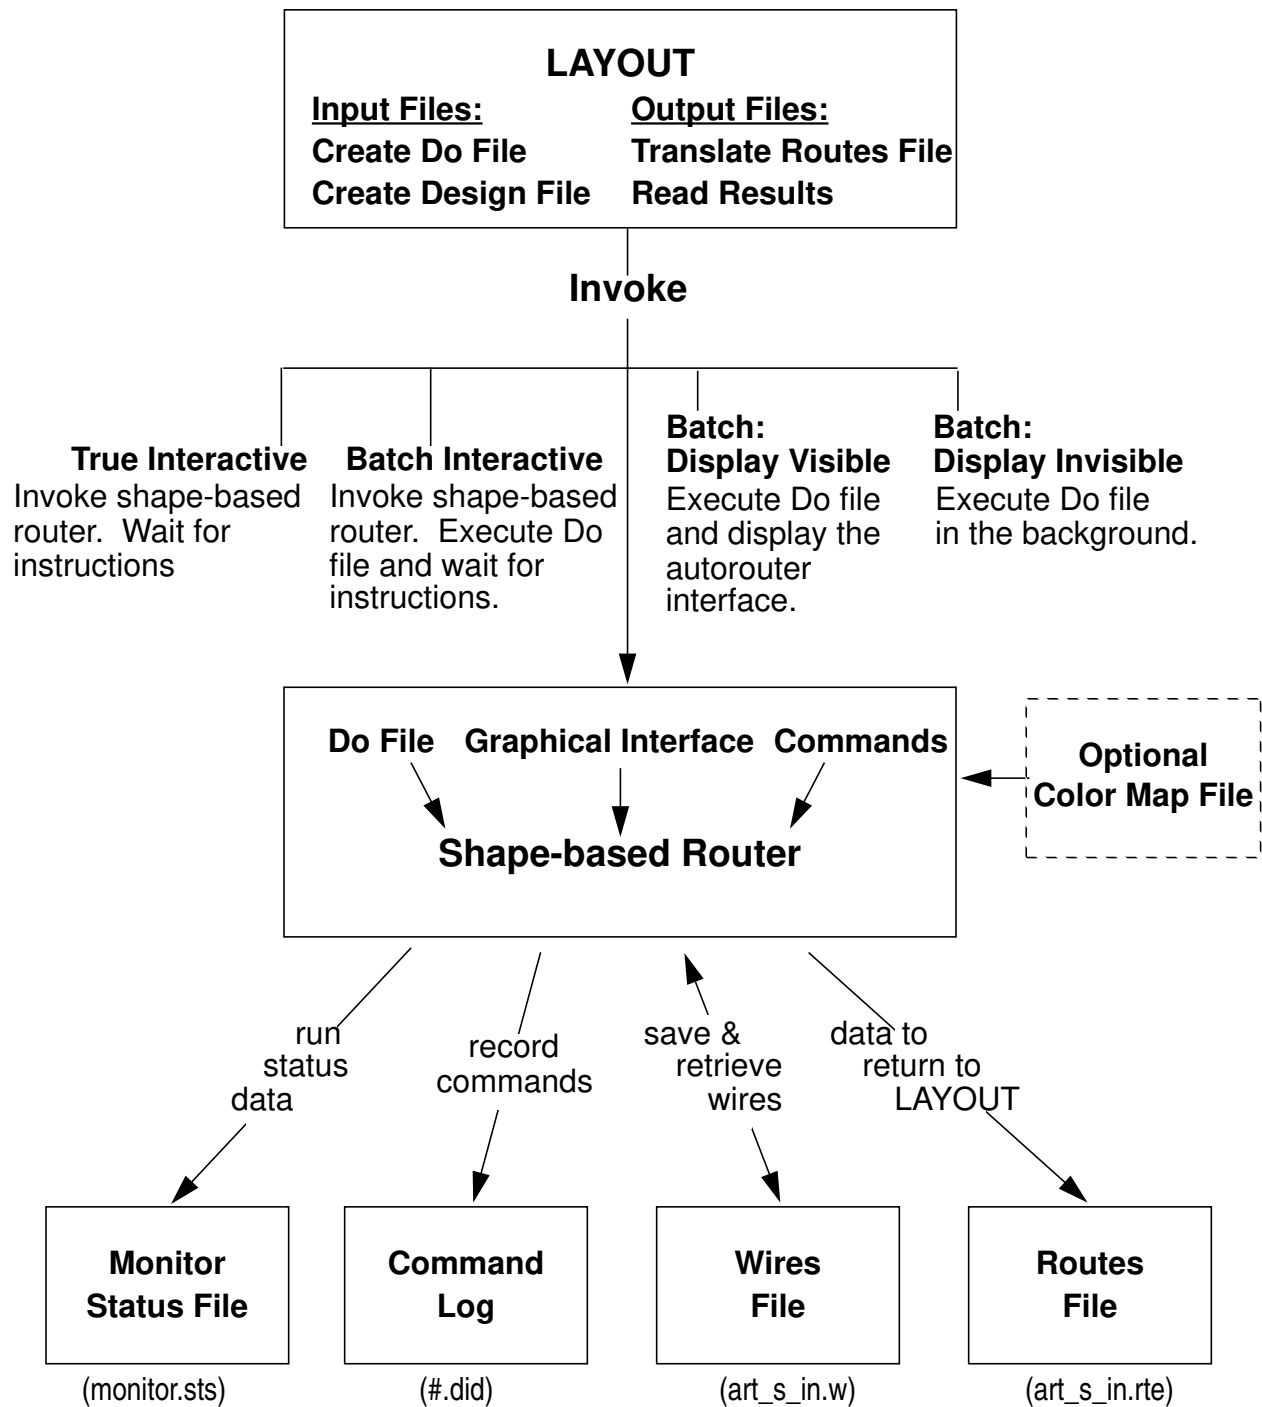 LAYOUT
Input Files:
Create Do File
Create Design File
Output Files:
Translate Routes File
Read Results
Invoke
True Interactive
Invoke shape-based
router.  Wait for
instructions
Batch Interactive
Invoke shape-based
router.  Execute Do
file and wait for
instructions.
Batch:
Display Visible
Execute Do file
and display the
autorouter
interface.
Batch:
Display Invisible
Execute Do file
in the background.
Do File
Graphical Interface
Commands
Shape-based Router
Optional
Color Map File
run
status
data
record
commands
save &
retrieve
wires
data to
return to
LAYOUT
Monitor
Status File
(monitor.sts)
Command
Log
(#.did)
Wires
File
(art_s_in.w)
Routes
File
(art_s_in.rte)